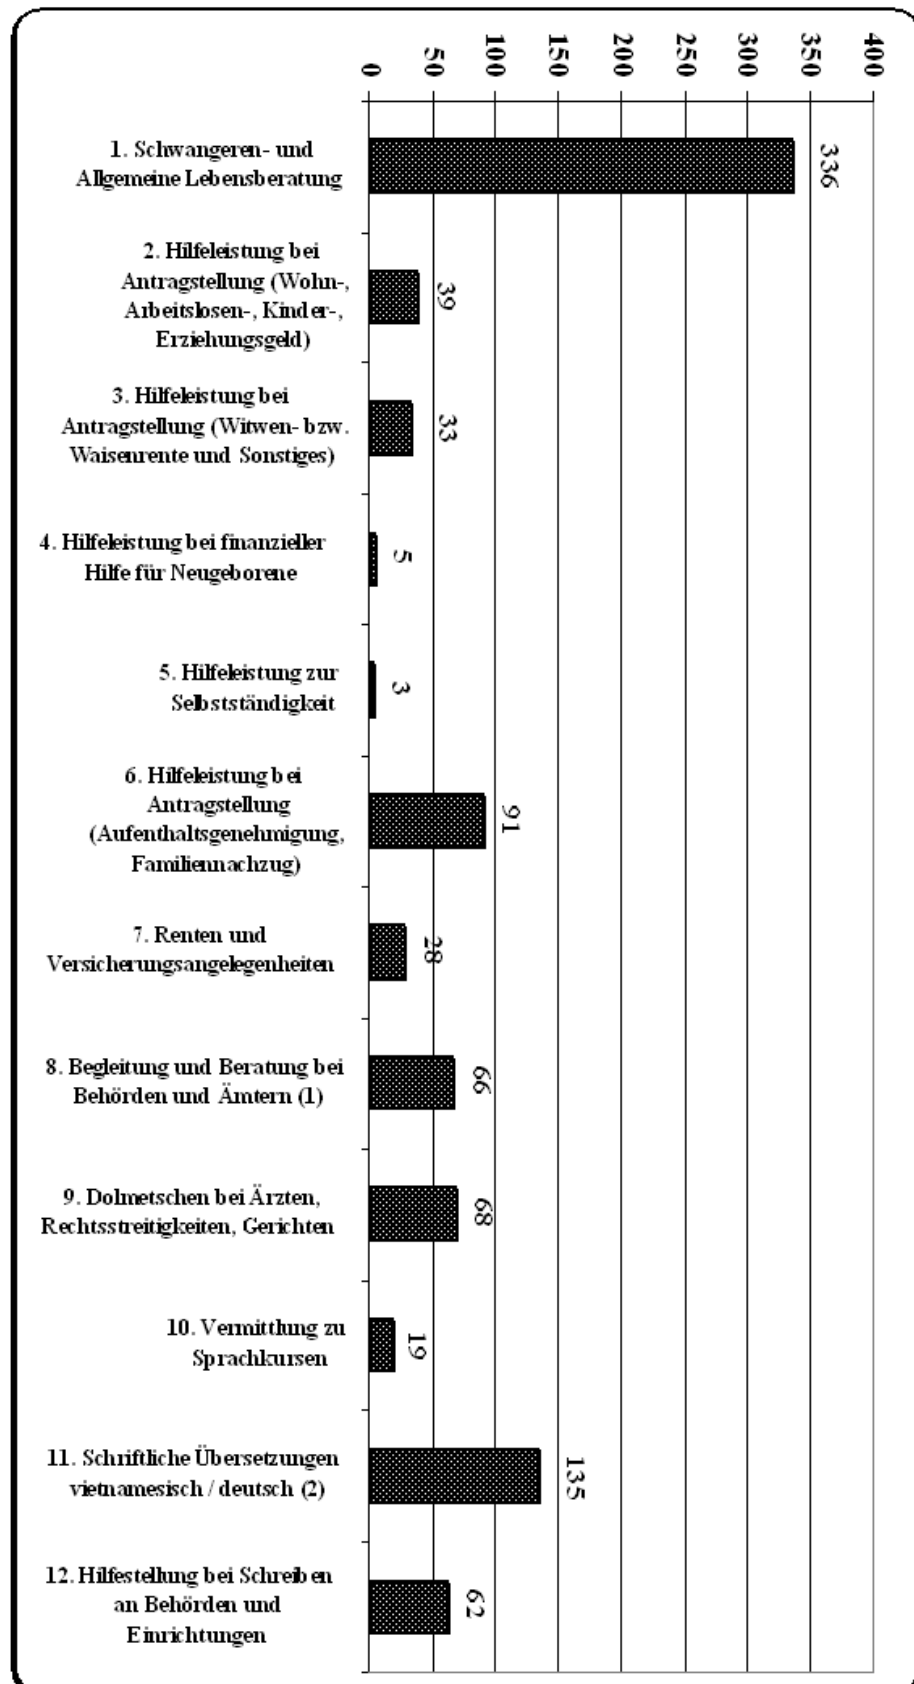 0
50
100
150
200
250
300
350
400
1. Schwangeren- und
Allgemeine Lebensberatung
336
2. Hilfeleistung bei
Antragstellung (Wohn-,
Arbeitslosen-, Kinder-,
Erziehungsgeld)
39
3. Hilfeleistung bei
Antragstellung (Witwen- bzw.
Waisenrente und Sonstiges)
33
4. Hilfeleistung bei finanzieller
Hilfe für Neugeborene
5
5. Hilfeleistung zur
Selbstständigkeit
3
6. Hilfeleistung bei
Antragstellung
(Aufenthaltsgenehmigung,
Familiennachzug)
91
7. Renten und
Versicherungsangelegenheiten
28
8. Begleitung und Beratung bei
Behörden und Ämtern (1)
66
9. Dolmetschen bei Ärzten,
Rechtsstreitigkeiten, Gerichten
68
10. Vermittlung zu
Sprachkursen
19
11. Schriftliche Übersetzungen
vietnamesisch / deutsch (2)
135
12. Hilfestellung bei Schreiben
an Behörden und
Einrichtungen
62